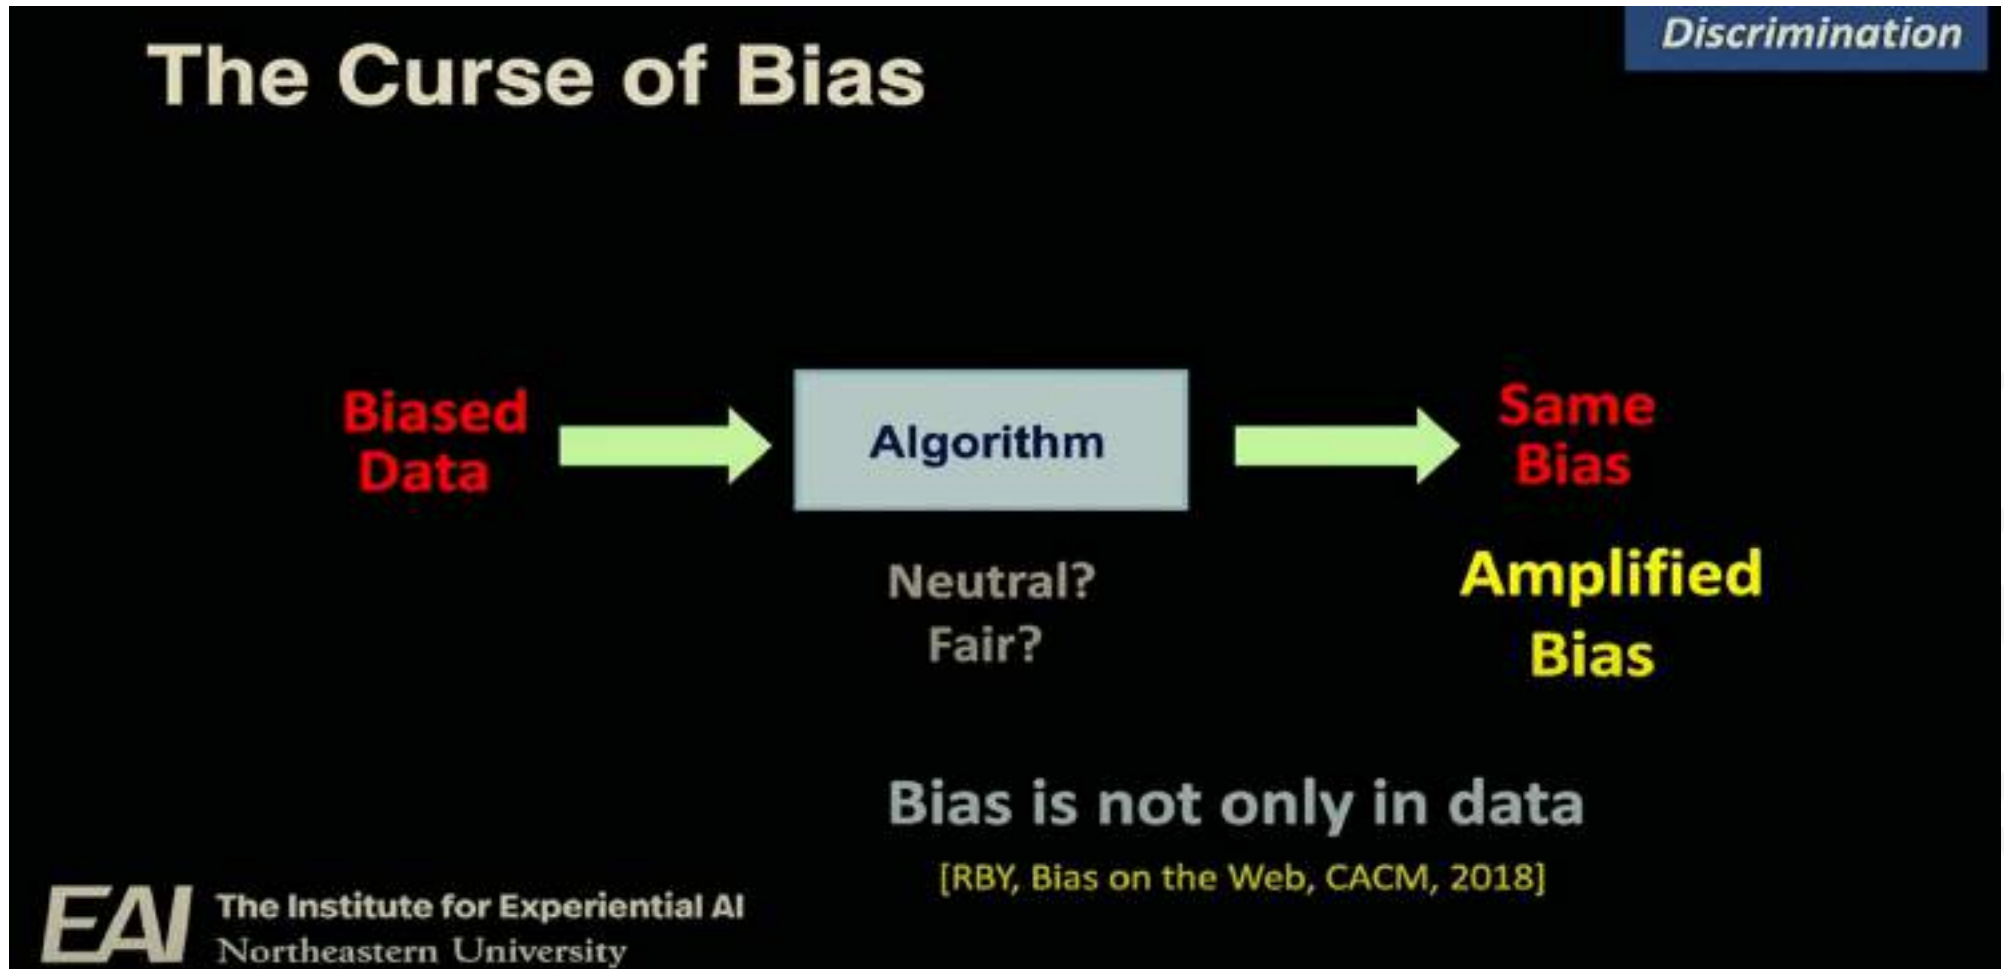 Discrimination
The Curse of Bias
Biased
Data
Algorithm
Same
Bias
Neutral?
Fair?
Amplified
Bias
Bias is not only in data
[RBY, Bias on the Web, CACM, 2018]
EAI
The Institute for Experiential AI
Northeastern University